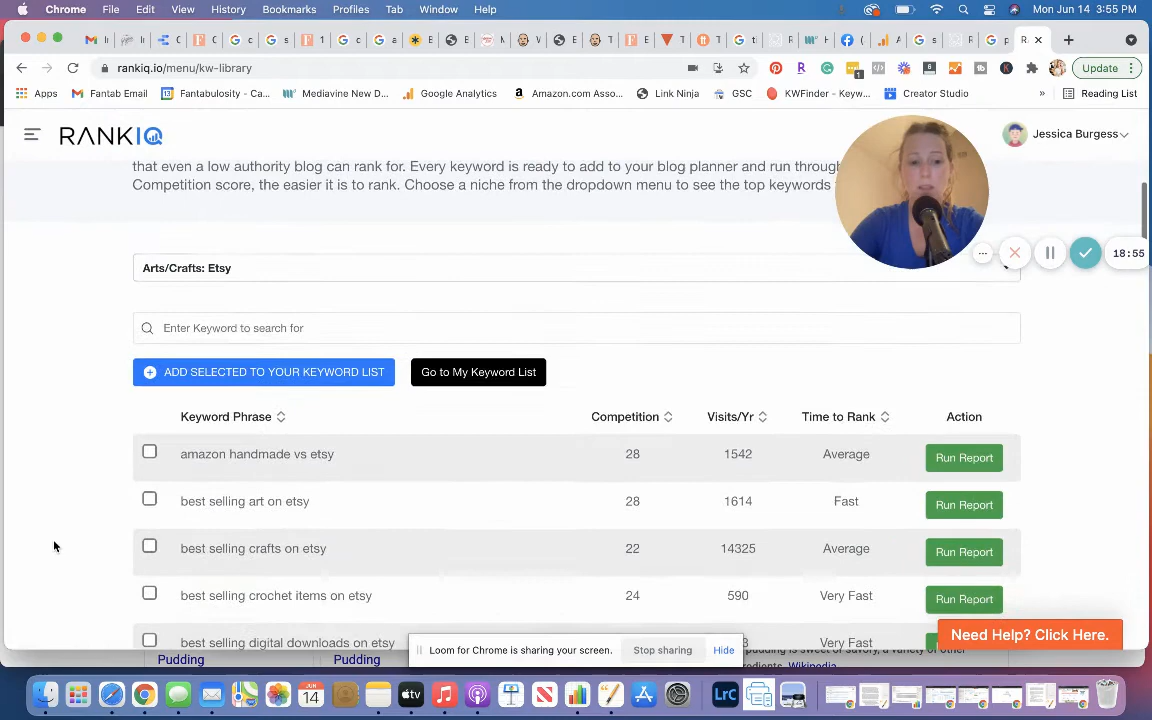 Chrome File Edit View History Bookmarks Profiles Tab Window Help Mon Jun 14 3:55 PM
rankiq.io/menu/kw-library Update
Apps Fantab Email Fantabulosity - Ca... Mediavine New D... Google Analytics Amazon.com Asso... Link Ninja GSC KWFinder - Keyw... Creator Studio » Reading List
RANKIQ Jessica Burgess
that even a low authority blog can rank for. Every keyword is ready to add to your blog planner and run through
Competition score, the easier it is to rank. Choose a niche from the dropdown menu to see the top keywords
18:55
Arts/Crafts: Etsy
Enter Keyword to search for
ADD SELECTED TO YOUR KEYWORD LIST Go to My Keyword List
Keyword Phrase Competition Visits/Yr Time to Rank Action
amazon handmade vs etsy 28 1542 Average Run Report
best selling art on etsy 28 1614 Fast Run Report
best selling crafts on etsy 22 14325 Average Run Report
best selling crochet items on etsy 24 590 Very Fast Run Report
best selling digital downloads on etsy Very Fast
Need Help? Click Here.
Loom for Chrome is sharing your screen. Stop sharing Hide
Pudding Pudding
Wikipedia
JUN
14
tv
LrC